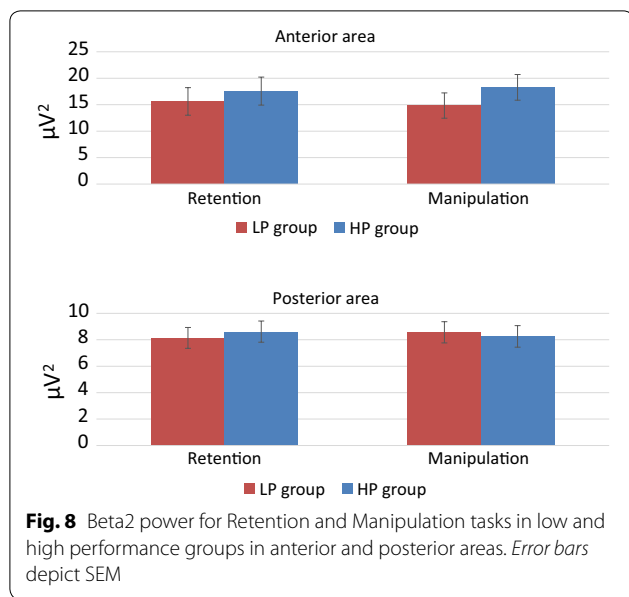 Anterior area
25
20
15
10
5
0
µV²
Retention Manipulation
LP group HP group
Posterior area
10
8
6
4
2
0
µV²
Retention Manipulation
LP group HP group
Fig. 8 Beta2 power for Retention and Manipulation tasks in low and
high performance groups in anterior and posterior areas. Error bars
depict SEM